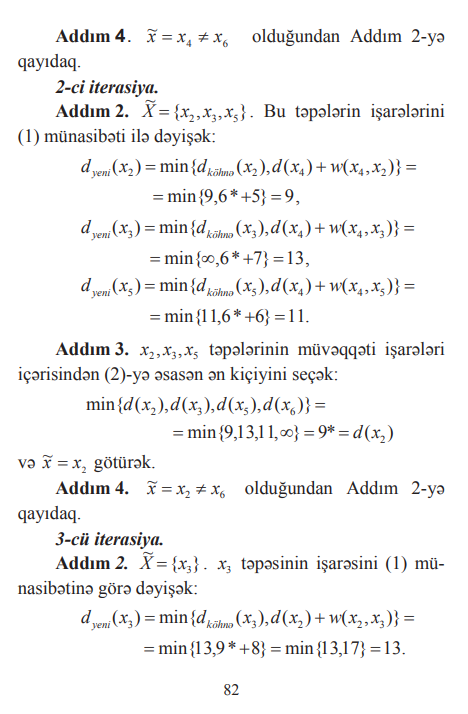 Addım 4. x̃ = x₄ ≠ x₆ olduğundan Addım 2-yə
qayıdaq.
2-ci iterasiya.
Addım 2. X̃ = {x₂, x₃, x₅}. Bu təpələrin işarələrini
(1) münasibəti ilə dəyişək:
d_yeni(x₂) = min{d_köhnə(x₂), d(x₄) + w(x₄, x₂)} =
= min{9, 6* +5} = 9,
d_yeni(x₃) = min{d_köhnə(x₃), d(x₄) + w(x₄, x₃)} =
= min{∞, 6* +7} = 13,
d_yeni(x₅) = min{d_köhnə(x₅), d(x₄) + w(x₄, x₅)} =
= min{11, 6* +6} = 11.
Addım 3. x₂, x₃, x₅ təpələrinin müvəqqəti işarələri
içərisindən (2)-yə əsasən ən kiçiyini seçək:
min{d(x₂), d(x₃), d(x₅), d(x₆)} =
= min{9, 13, 11, ∞} = 9* = d(x₂)
və x̃ = x₂ götürək.
Addım 4. x̃ = x₂ ≠ x₆ olduğundan Addım 2-yə
qayıdaq.
3-cü iterasiya.
Addım 2. X̃ = {x₃}. x₃ təpəsinin işarəsini (1) mü-
nasibətinə görə dəyişək:
d_yeni(x₃) = min{d_köhnə(x₃), d(x₂) + w(x₂, x₃)} =
= min{13, 9* +8} = min{13, 17} = 13.
82